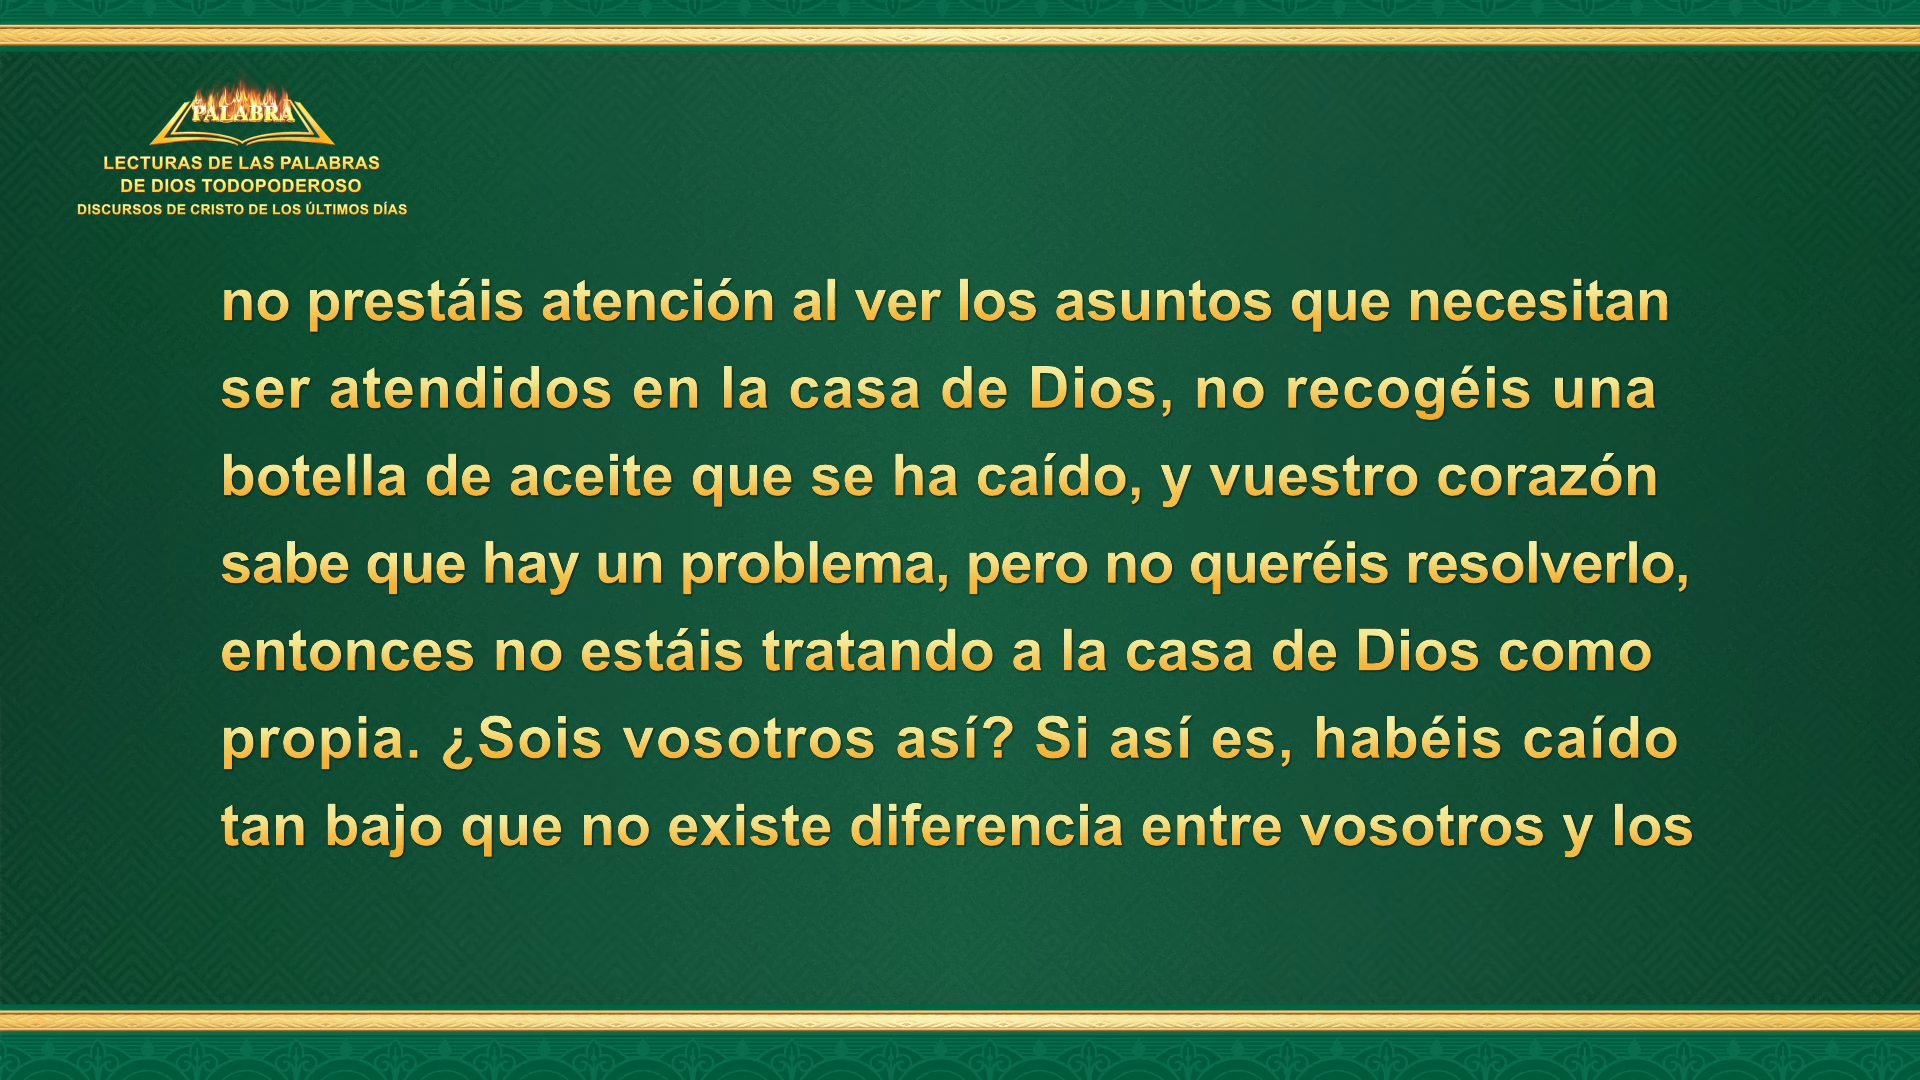 PALABRA
LECTURAS DE LAS PALABRAS
DE DIOS TODOPODEROSO
DISCURSOS DE CRISTO DE LOS ÚLTIMOS DÍAS
no prestáis atención al ver los asuntos que necesitan
ser atendidos en la casa de Dios, no recogéis una
botella de aceite que se ha caído, y vuestro corazón
sabe que hay un problema, pero no queréis resolverlo,
entonces no estáis tratando a la casa de Dios como
propia. ¿Sois vosotros así? Si así es, habéis caído
tan bajo que no existe diferencia entre vosotros y los